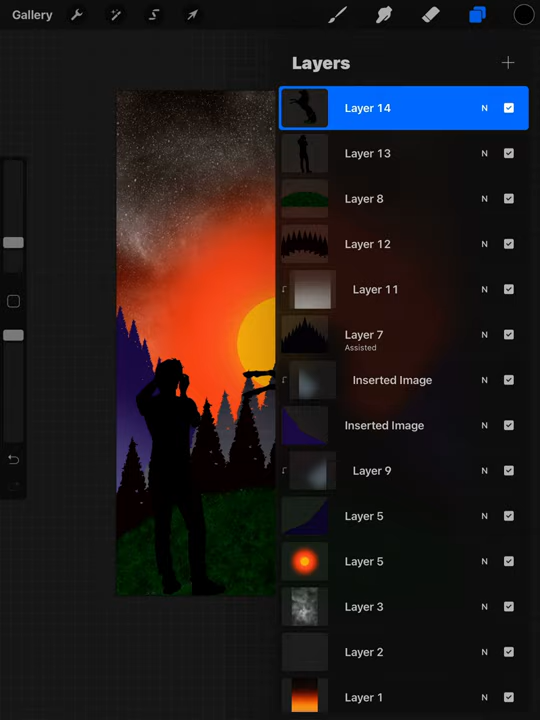 Gallery
Layers
Layer 14 N
Layer 13 N
Layer 8 N
Layer 12 N
Layer 11 N
Layer 7 N
Assisted
Inserted Image N
Inserted Image N
Layer 9 N
Layer 5 N
Layer 5 N
Layer 3 N
Layer 2 N
Layer 1 N